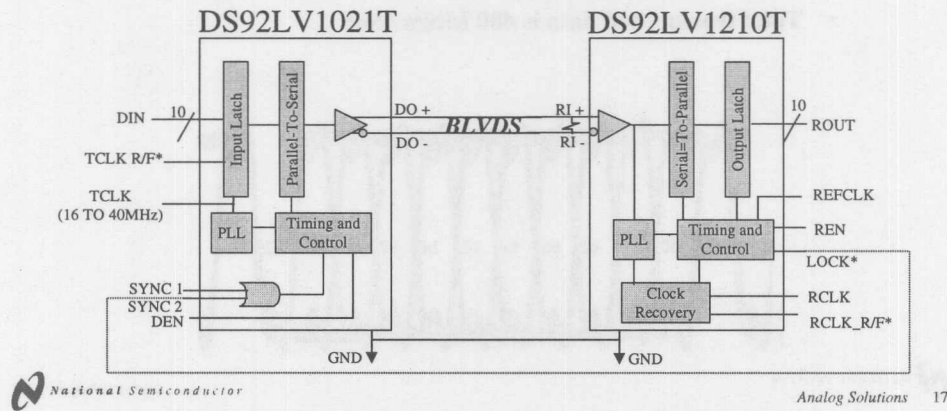 DS92LV1021T
DS92LV1210T
DIN
10
TCLK R/F*
TCLK
(16 TO 40MHz)
Input Latch
Parallel-To-Serial
PLL
Timing and
Control
SYNC 1
SYNC 2
DEN
DO +
DO -
BLVDS
RI +
RI -
Serial=To-Parallel
Output Latch
10
ROUT
PLL
Timing and
Control
Clock
Recovery
REFCLK
REN
LOCK*
RCLK
RCLK_R/F*
GND
GND
National Semiconductor
Analog Solutions 17